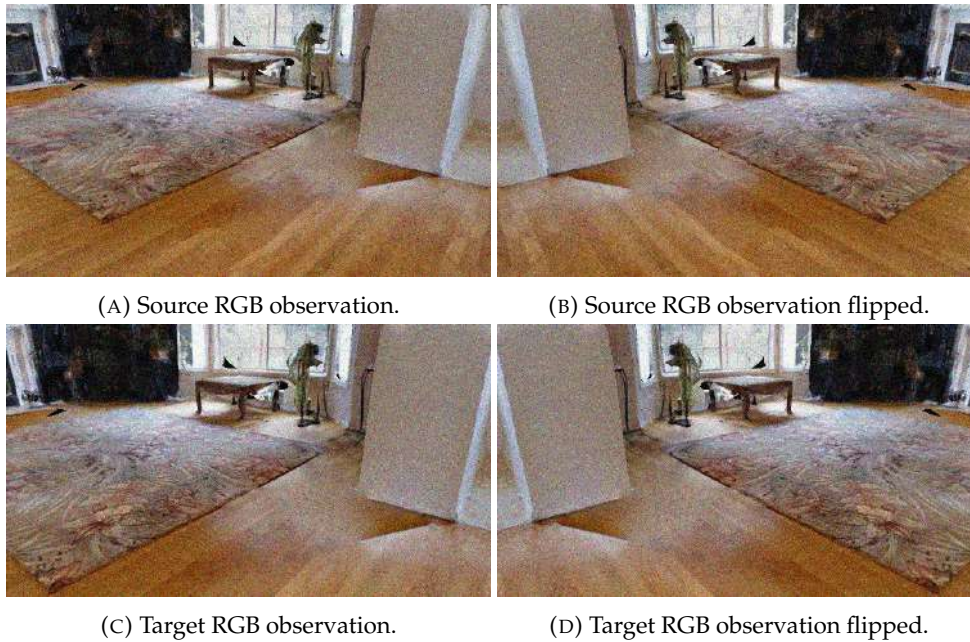 (A) Source RGB observation.
(B) Source RGB observation flipped.
(C) Target RGB observation.
(D) Target RGB observation flipped.